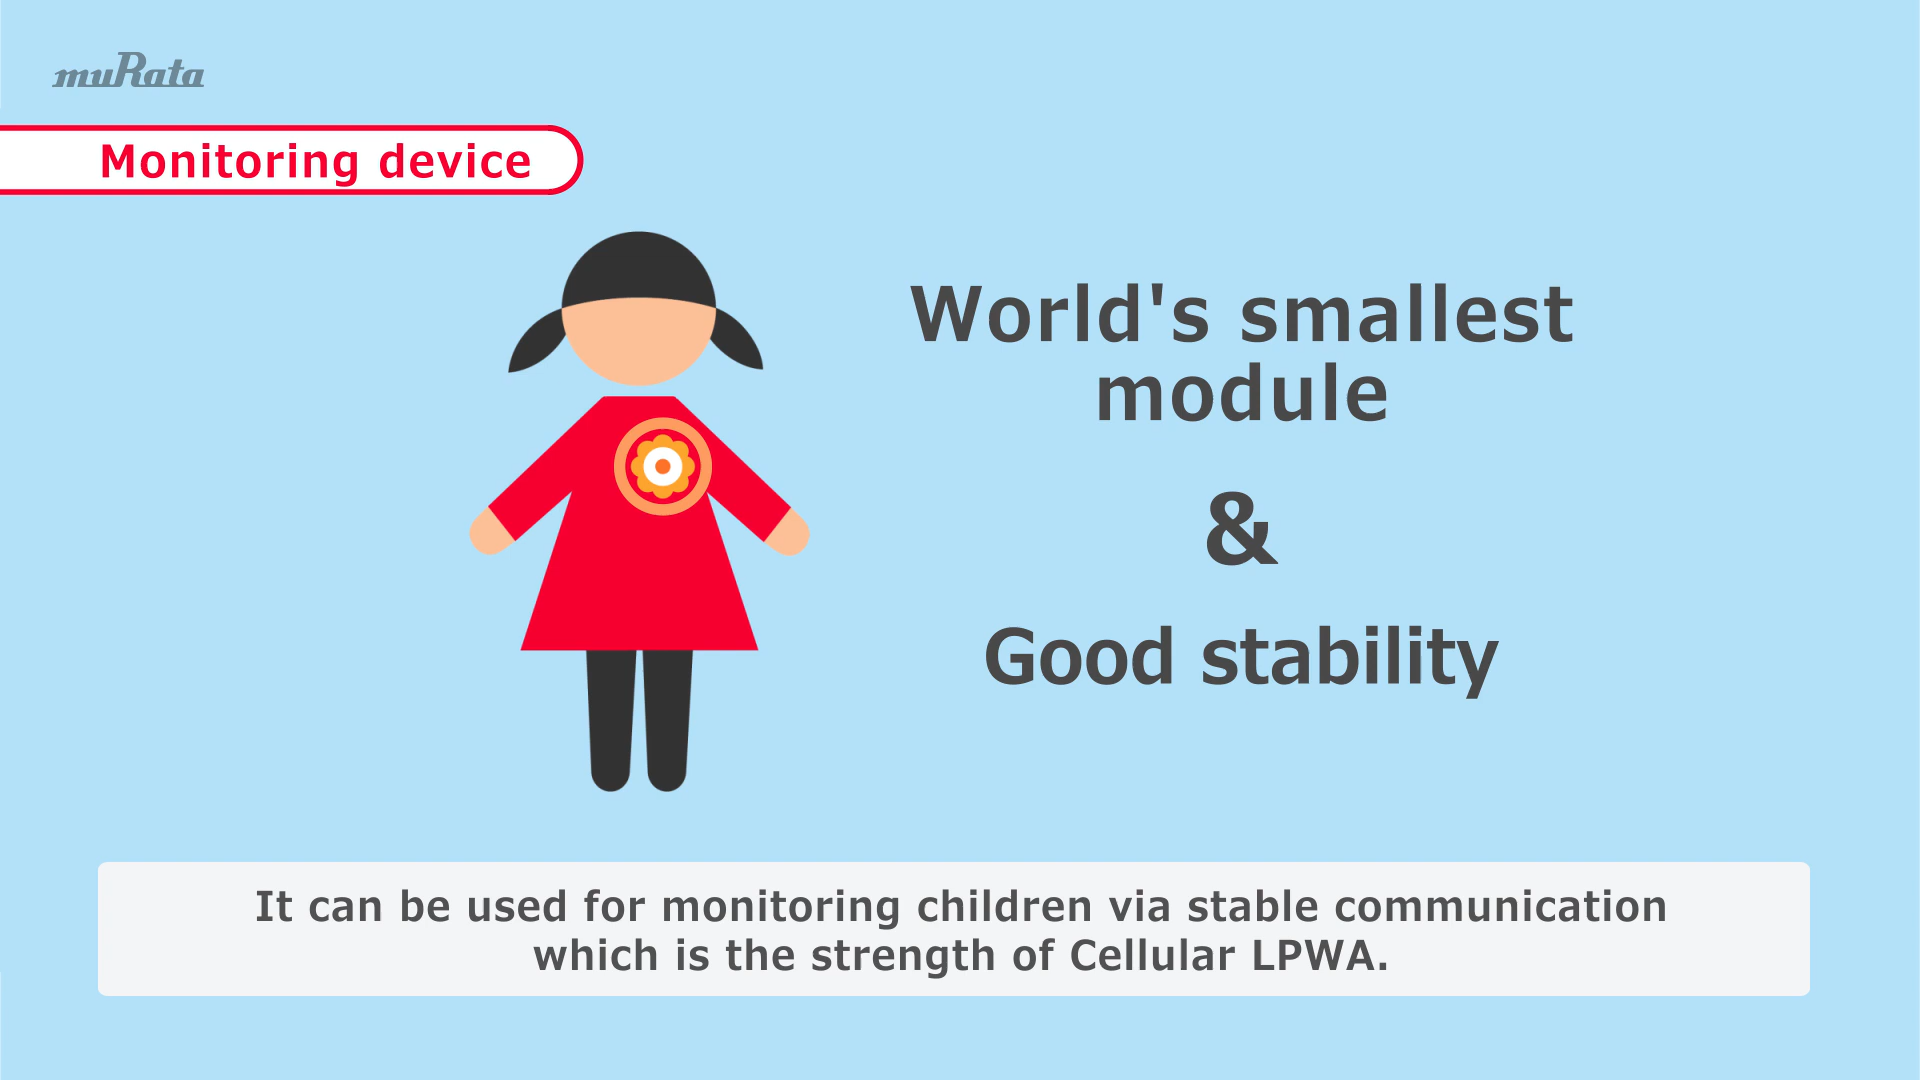 muRata
Monitoring device
World's smallest
module
&
Good stability
It can be used for monitoring children via stable communication
which is the strength of Cellular LPWA.